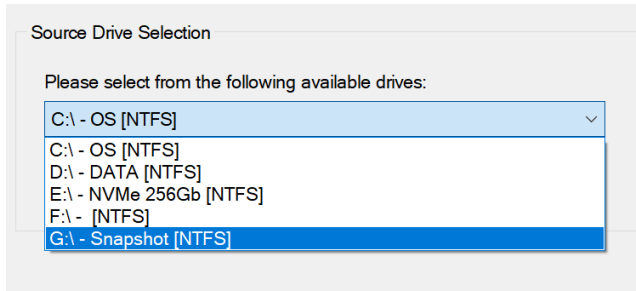 Source Drive Selection
Please select from the following available drives:
C:\ - OS [NTFS]
C:\ - OS [NTFS]
D:\ - DATA [NTFS]
E:\ - NVMe 256Gb [NTFS]
F:\ -  [NTFS]
G:\ - Snapshot [NTFS]